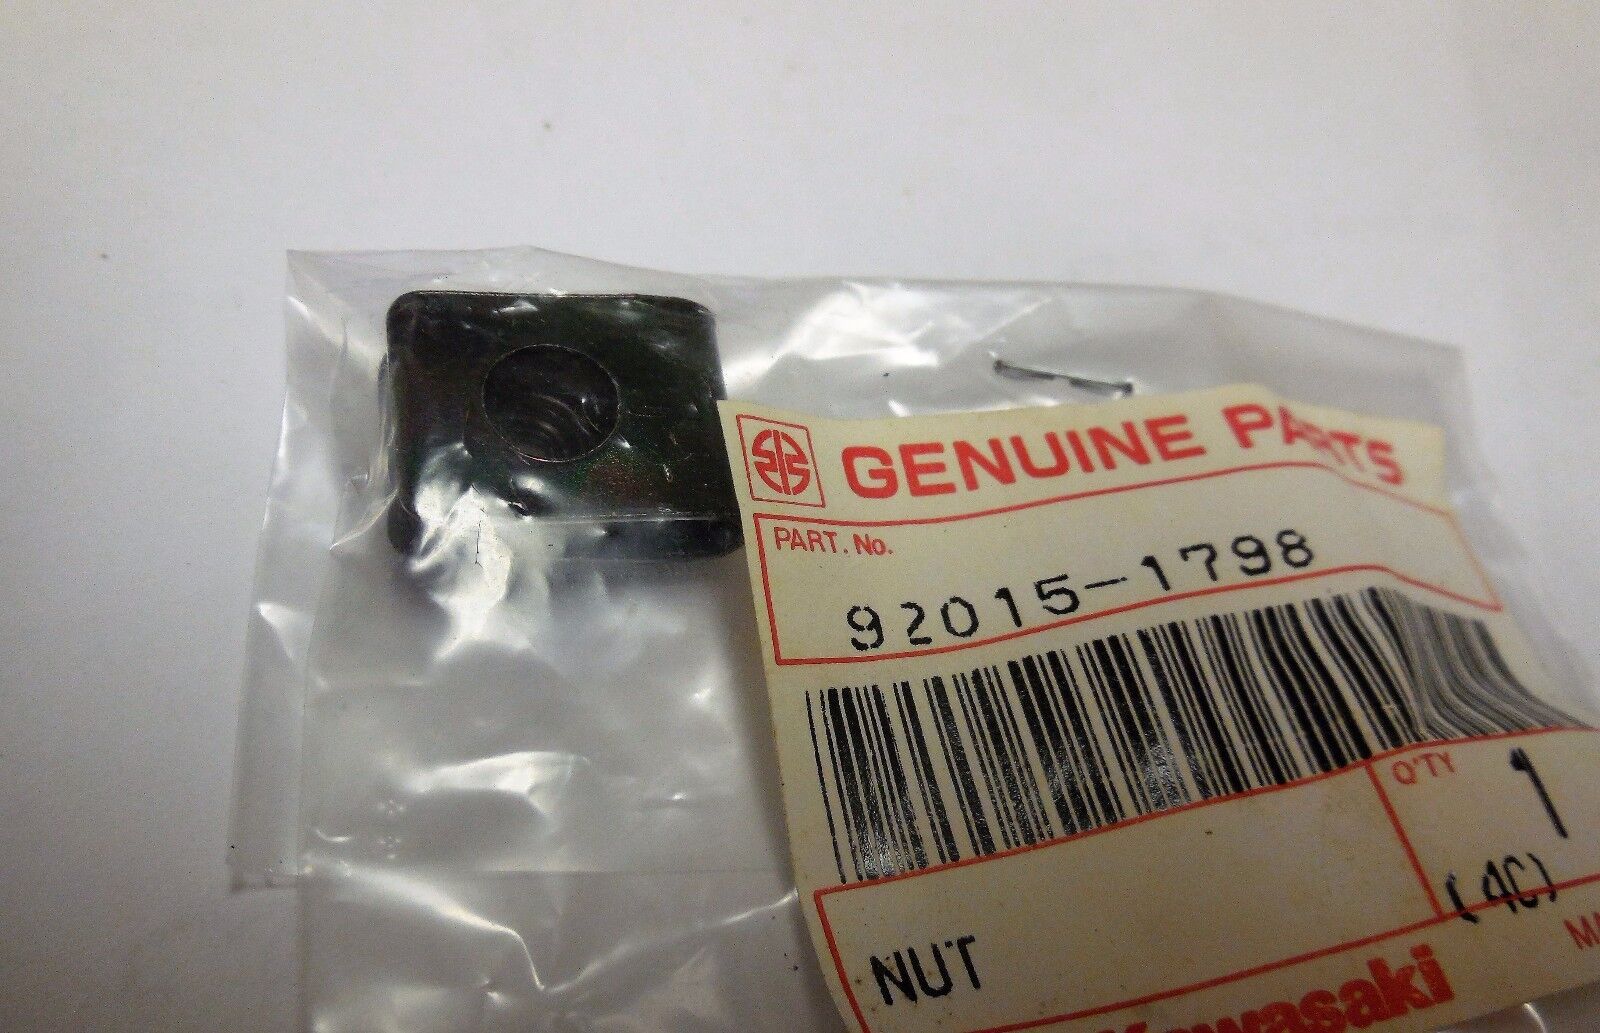 GENUINE PARTS
PART. No.
92015-1798
Q'TY
1
(4C)
NUT
Kawasaki